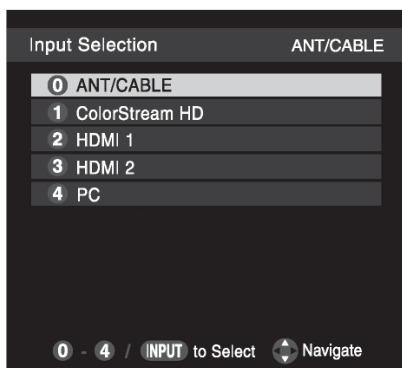 Input Selection ANT/CABLE
0 ANT/CABLE
1 ColorStream HD
2 HDMI 1
3 HDMI 2
4 PC
0 - 4 / INPUT to Select Navigate